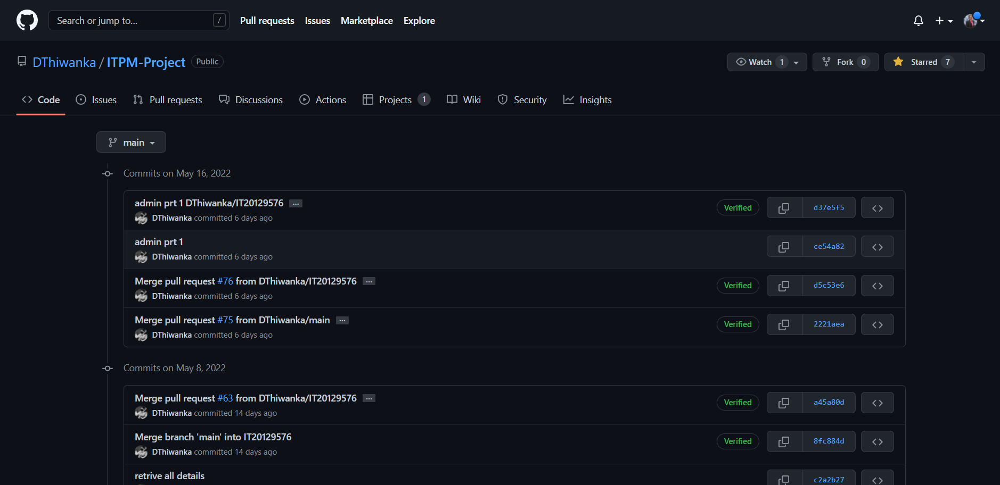 Search or jump to... /
Pull requests Issues Marketplace Explore
DThiwanka / ITPM-Project Public
Watch 1 Fork 0 Starred 7
Code Issues Pull requests Discussions Actions Projects 1 Wiki Security Insights
main
Commits on May 16, 2022
admin prt 1 DThiwanka/IT20129576 ...
DThiwanka committed 6 days ago
Verified d37e5f5
admin prt 1
DThiwanka committed 6 days ago
ce54a82
Merge pull request #76 from DThiwanka/IT20129576 ...
DThiwanka committed 6 days ago
Verified d5c53e6
Merge pull request #75 from DThiwanka/main ...
DThiwanka committed 6 days ago
Verified 2221aea
Commits on May 8, 2022
Merge pull request #63 from DThiwanka/IT20129576 ...
DThiwanka committed 14 days ago
Verified a45a80d
Merge branch 'main' into IT20129576
DThiwanka committed 14 days ago
Verified 8fc884d
retrive all details
c2a2b27